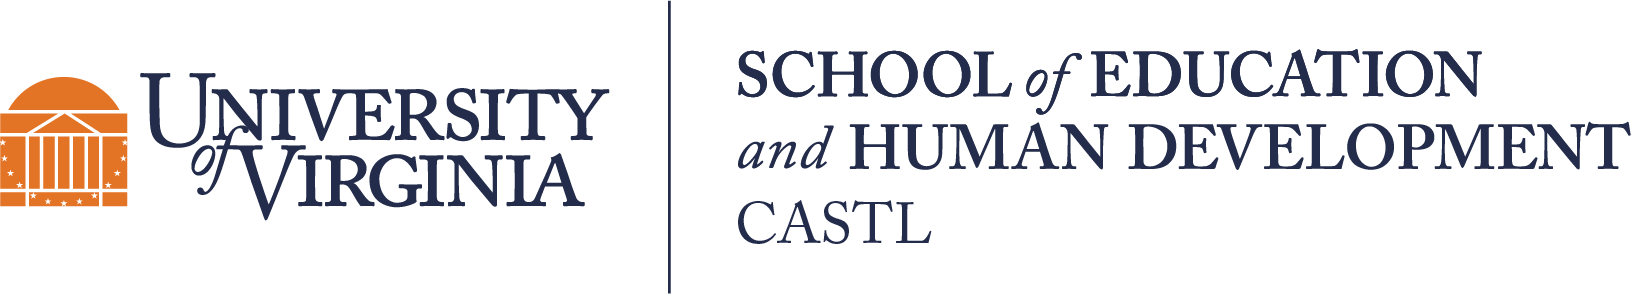 UNIVERSITY
of VIRGINIA
SCHOOL of EDUCATION
and HUMAN DEVELOPMENT
CASTL